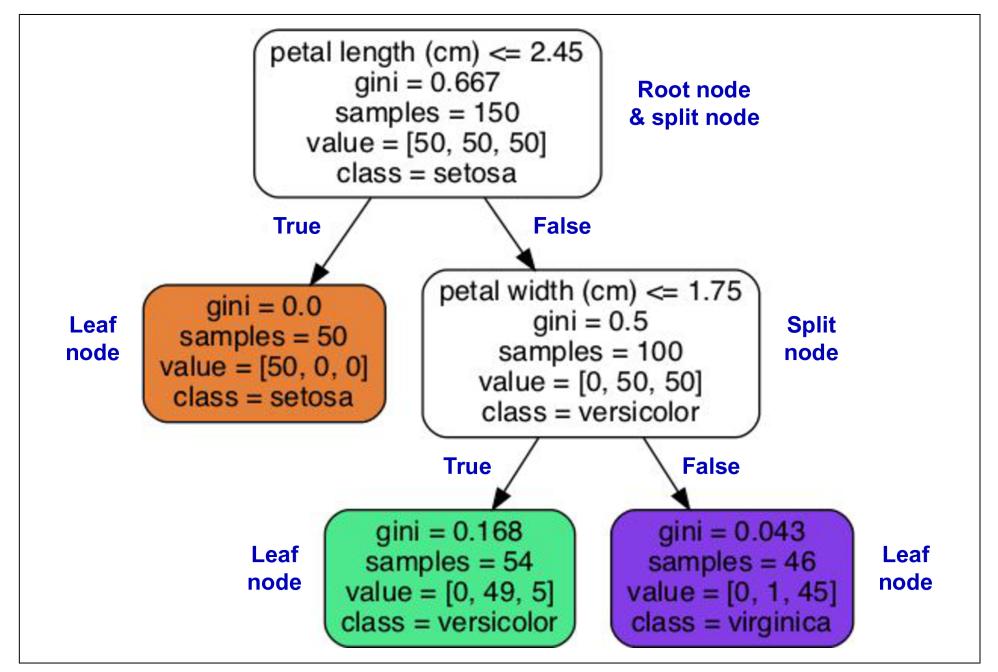 petal length (cm) <= 2.45
gini = 0.667
samples = 150
value = [50, 50, 50]
class = setosa
Root node
& split node
True
False
Leaf
node
gini = 0.0
samples = 50
value = [50, 0, 0]
class = setosa
petal width (cm) <= 1.75
gini = 0.5
samples = 100
value = [0, 50, 50]
class = versicolor
Split
node
True
False
Leaf
node
gini = 0.168
samples = 54
value = [0, 49, 5]
class = versicolor
gini = 0.043
samples = 46
value = [0, 1, 45]
class = virginica
Leaf
node